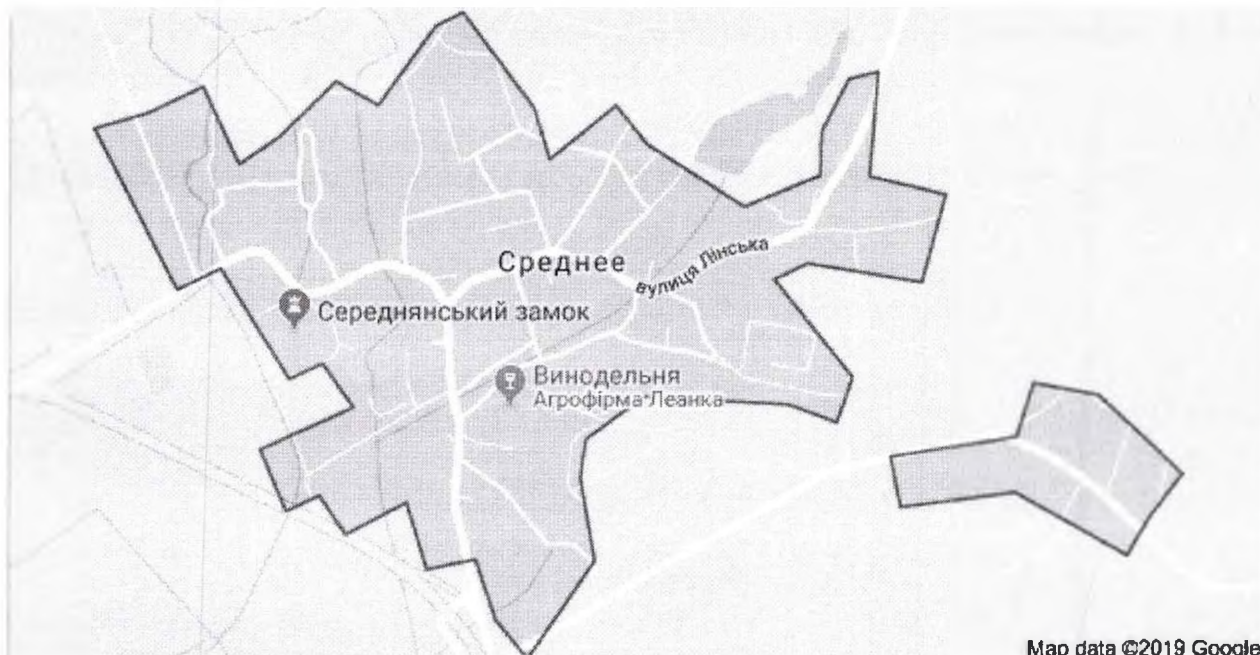 Среднее
вулиця Лінська
Середнянський замок
Винодельня
Агрофірма"Леанка
Map data ©2019 Google